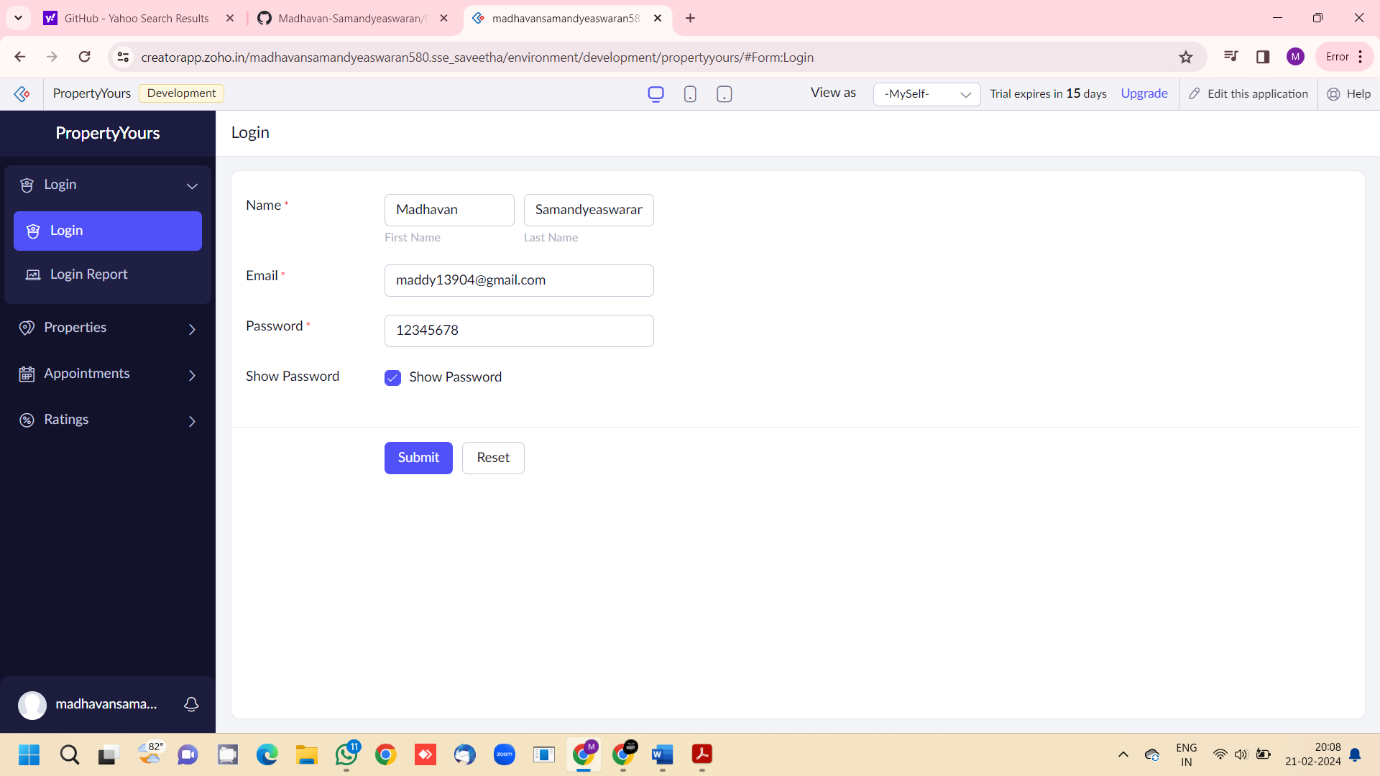 GitHub - Yahoo Search Results
Madhavan-Samandyeaswaran/
madhavansamandyeaswaran58
creatorapp.zoho.in/madhavansamandyeaswaran580.sse_saveetha/environment/development/propertyyours/#Form:Login
M
Error
PropertyYours
Development
View as
-MySelf-
Trial expires in 15 days
Upgrade
Edit this application
Help
PropertyYours
Login
Login
Login Report
Properties
Appointments
Ratings
madhavansama...
Login
Name *
Madhavan
Samandyeaswarar
First Name
Last Name
Email *
maddy13904@gmail.com
Password *
12345678
Show Password
Show Password
Submit
Reset
82°
11
zoom
M
ENG
IN
20:08
21-02-2024